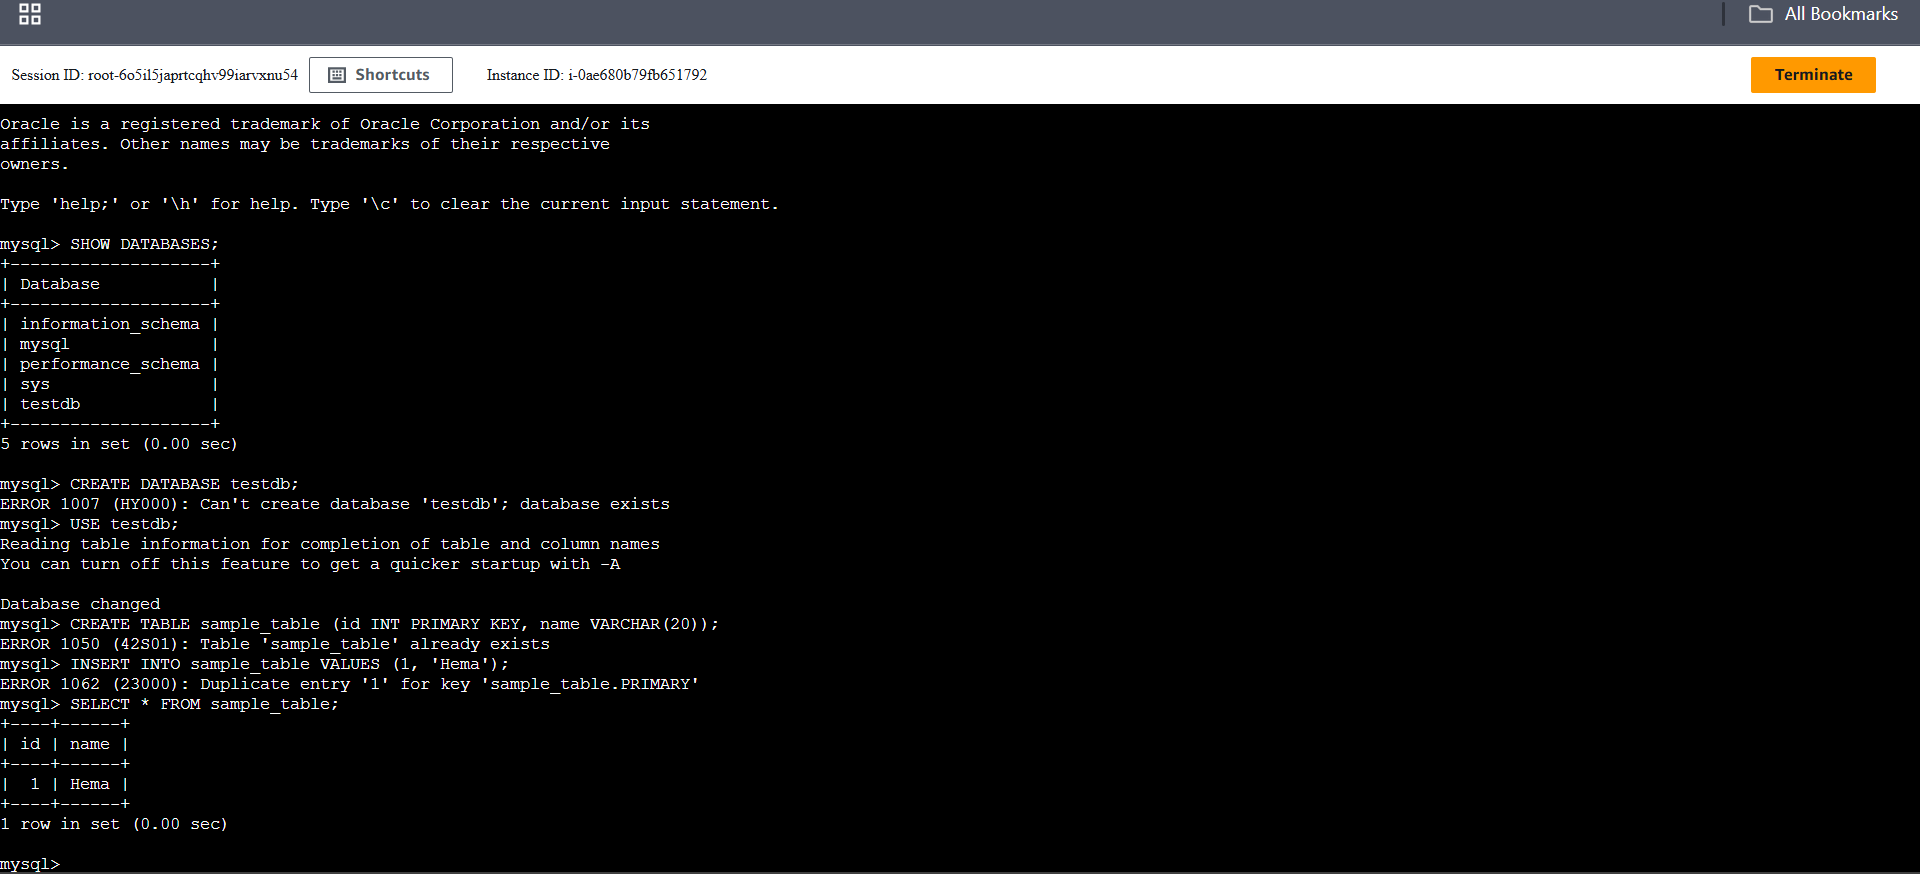 All Bookmarks
Session ID: root-6o5il5japrtcqhv99iarvxnu54 Shortcuts Instance ID: i-0ae680b79fb651792 Terminate
Oracle is a registered trademark of Oracle Corporation and/or its
affiliates. Other names may be trademarks of their respective
owners.
Type 'help;' or '\h' for help. Type '\c' to clear the current input statement.
mysql> SHOW DATABASES;
+--------------------+
| Database           |
+--------------------+
| information_schema |
| mysql              |
| performance_schema |
| sys                |
| testdb             |
+--------------------+
5 rows in set (0.00 sec)
mysql> CREATE DATABASE testdb;
ERROR 1007 (HY000): Can't create database 'testdb'; database exists
mysql> USE testdb;
Reading table information for completion of table and column names
You can turn off this feature to get a quicker startup with -A
Database changed
mysql> CREATE TABLE sample_table (id INT PRIMARY KEY, name VARCHAR(20));
ERROR 1050 (42S01): Table 'sample_table' already exists
mysql> INSERT INTO sample_table VALUES (1, 'Hema');
ERROR 1062 (23000): Duplicate entry '1' for key 'sample_table.PRIMARY'
mysql> SELECT * FROM sample_table;
+----+------+
| id | name |
+----+------+
|  1 | Hema |
+----+------+
1 row in set (0.00 sec)
mysql>